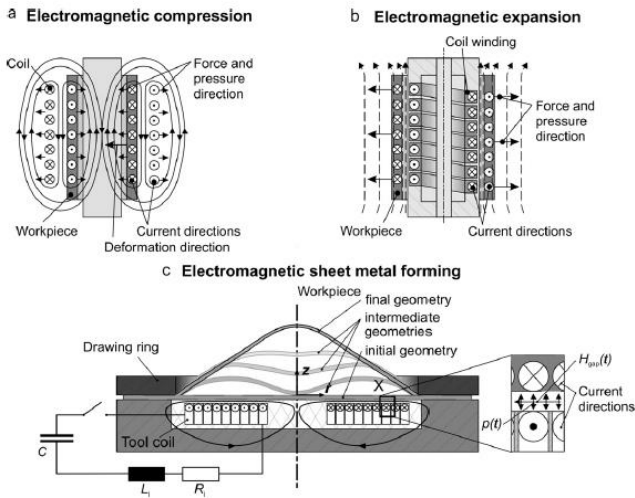 a Electromagnetic compression
Coil
Force and
pressure
direction
Workpiece
Current directions
Deformation direction
b Electromagnetic expansion
Coil winding
Force and
pressure
direction
Workpiece
Current directions
c Electromagnetic sheet metal forming
Workpiece
final geometry
intermediate
geometries
initial geometry
Drawing ring
z
r
X
Tool coil
C
Li
Ri
Hgap(t)
Current
directions
p(t)